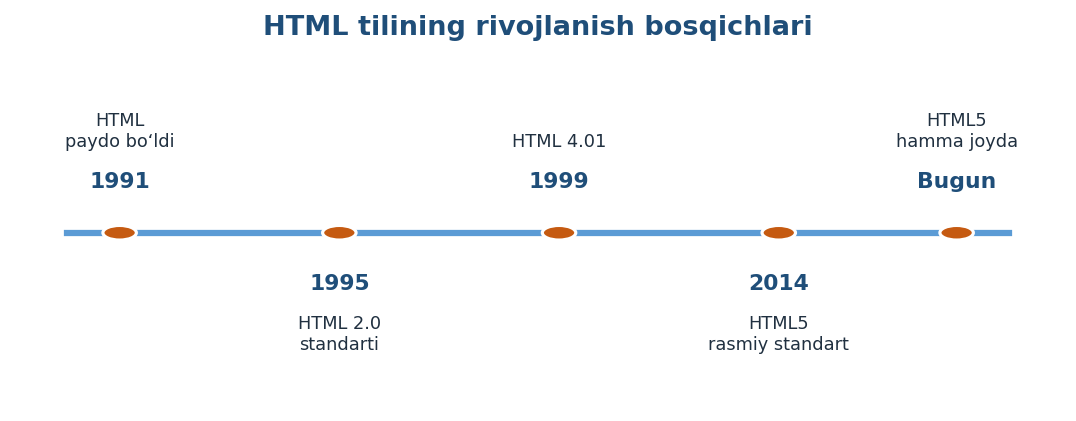 HTML tilining rivojlanish bosqichlari
HTML
paydo bo‘ldi
1991
1995
HTML 2.0
standarti
HTML 4.01
1999
2014
HTML5
rasmiy standart
HTML5
hamma joyda
Bugun